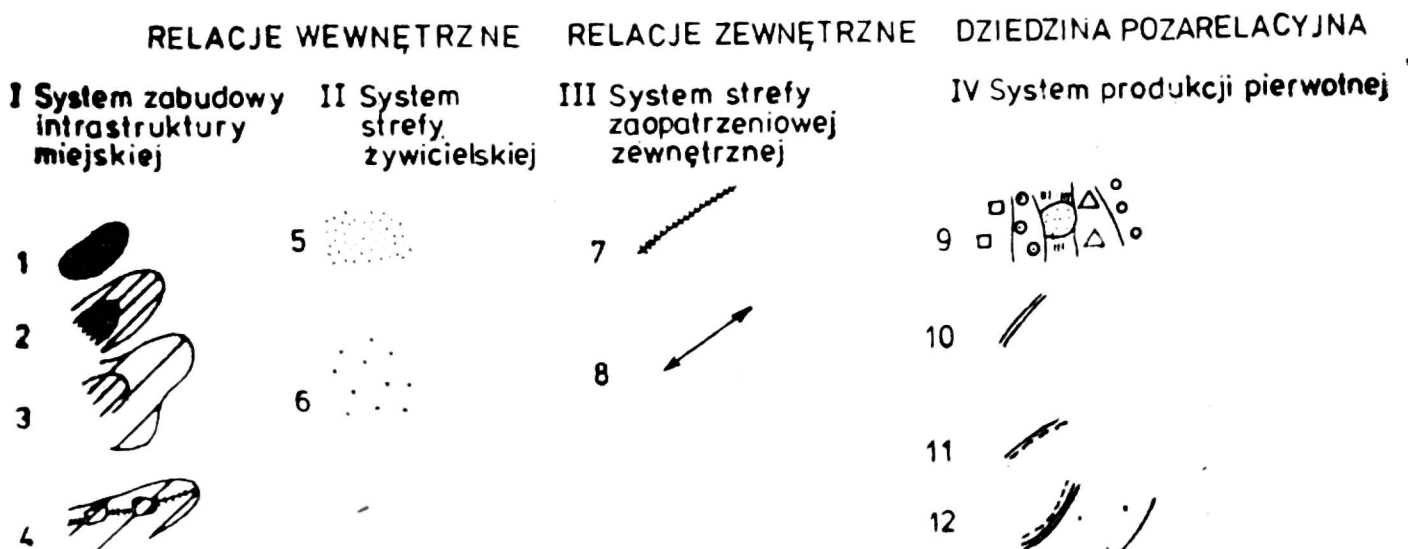 RELACJE WEWNĘTRZNE RELACJE ZEWNĘTRZNE DZIEDZINA POZARELACYJNA
I System zabudowy
intrastruktury
miejskiej
II System
strefy
żywicielskiej
III System strefy
zaopatrzeniowej
zewnętrznej
IV System produkcji pierwotnej
1
2
3
4
5
6
7
8
9
10
11
12